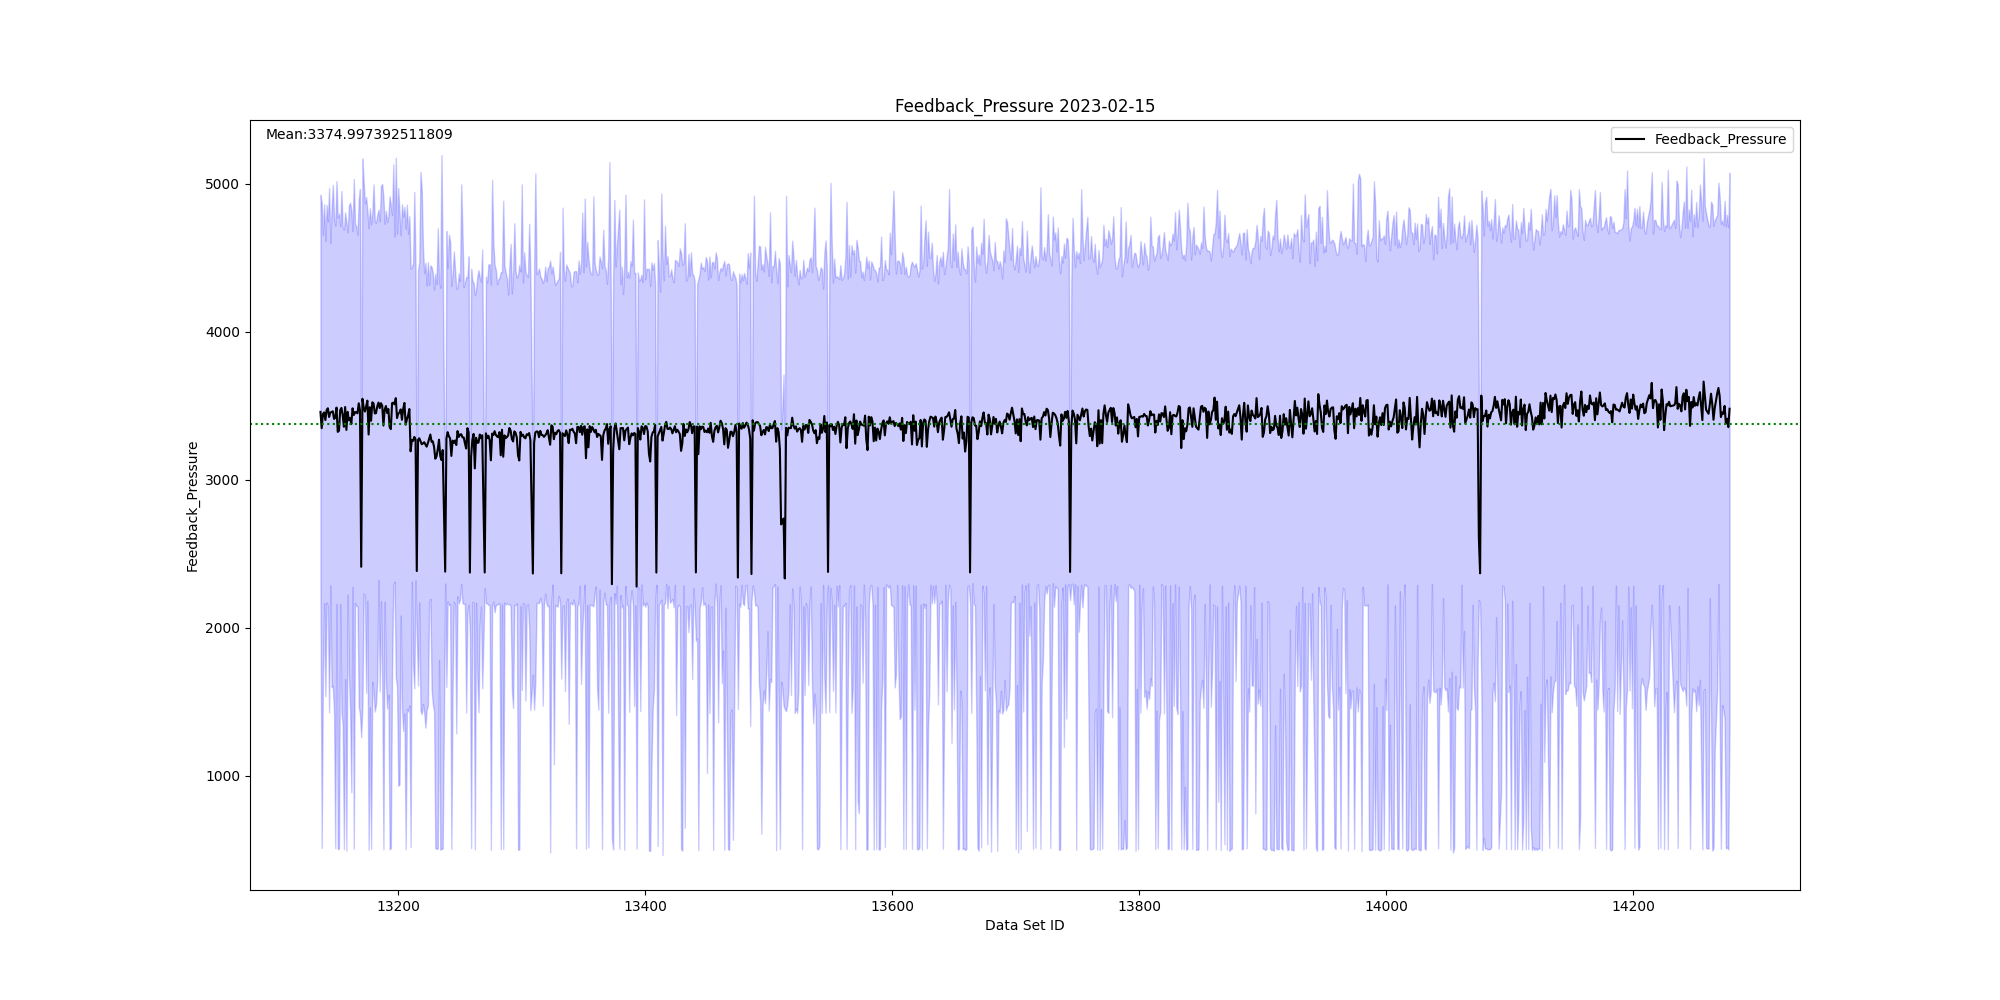 Feedback_Pressure 2023-02-15
Mean:3374.997392511809
Feedback_Pressure
Feedback_Pressure
5000
4000
3000
2000
1000
13200
13400
13600
13800
14000
14200
Data Set ID